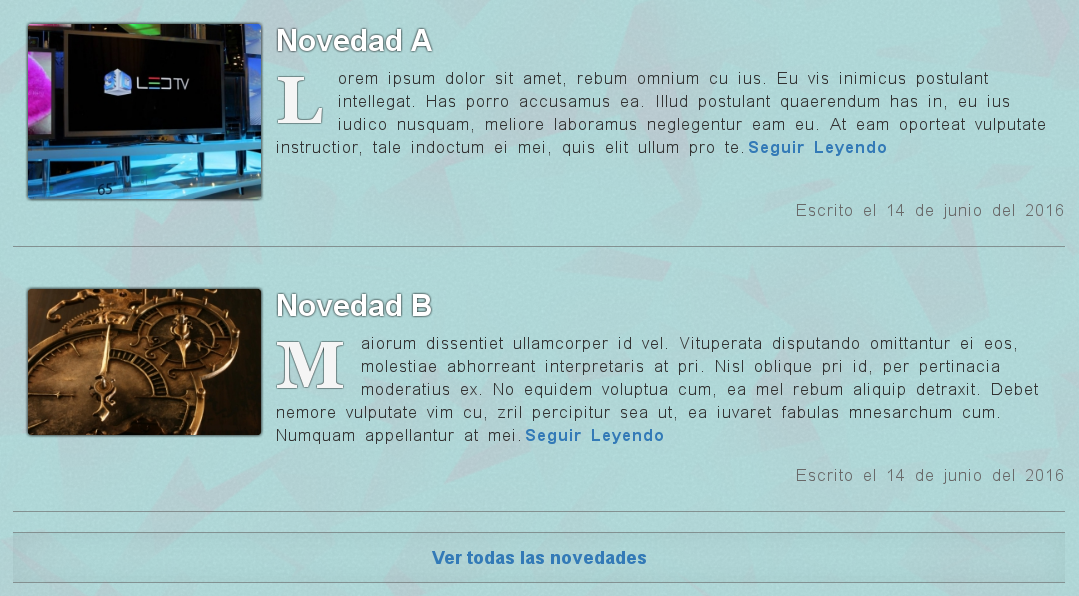 Novedad A
LED TV
65
Lorem ipsum dolor sit amet, rebum omnium cu ius. Eu vis inimicus postulant
intellegat. Has porro accusamus ea. Illud postulant quaerendum has in, eu ius
iudico nusquam, meliore laboramus neglegentur eam eu. At eam oporteat vulputate
instructior, tale indoctum ei mei, quis elit ullum pro te. Seguir Leyendo
Escrito el 14 de junio del 2016
Novedad B
Maiorum dissentiet ullamcorper id vel. Vituperata disputando omittantur ei eos,
molestiae abhorreant interpretaris at pri. Nisl oblique pri id, per pertinacia
moderatius ex. No equidem voluptua cum, ea mel rebum aliquip detraxit. Debet
nemore vulputate vim cu, zril percipitur sea ut, ea iuvaret fabulas mnesarchum cum.
Numquam appellantur at mei. Seguir Leyendo
Escrito el 14 de junio del 2016
Ver todas las novedades